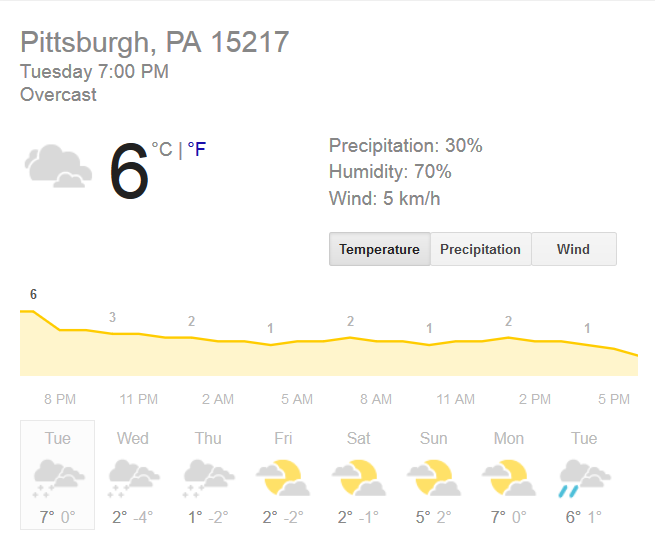 Pittsburgh, PA 15217
Tuesday 7:00 PM
Overcast
6 °C | °F
Precipitation: 30%
Humidity: 70%
Wind: 5 km/h
Temperature Precipitation Wind
6 3 2 1 2 1 2 1
8 PM 11 PM 2 AM 5 AM 8 AM 11 AM 2 PM 5 PM
Tue Wed Thu Fri Sat Sun Mon Tue
7° 0° 2° -4° 1° -2° 2° -2° 2° -1° 5° 2° 7° 0° 6° 1°